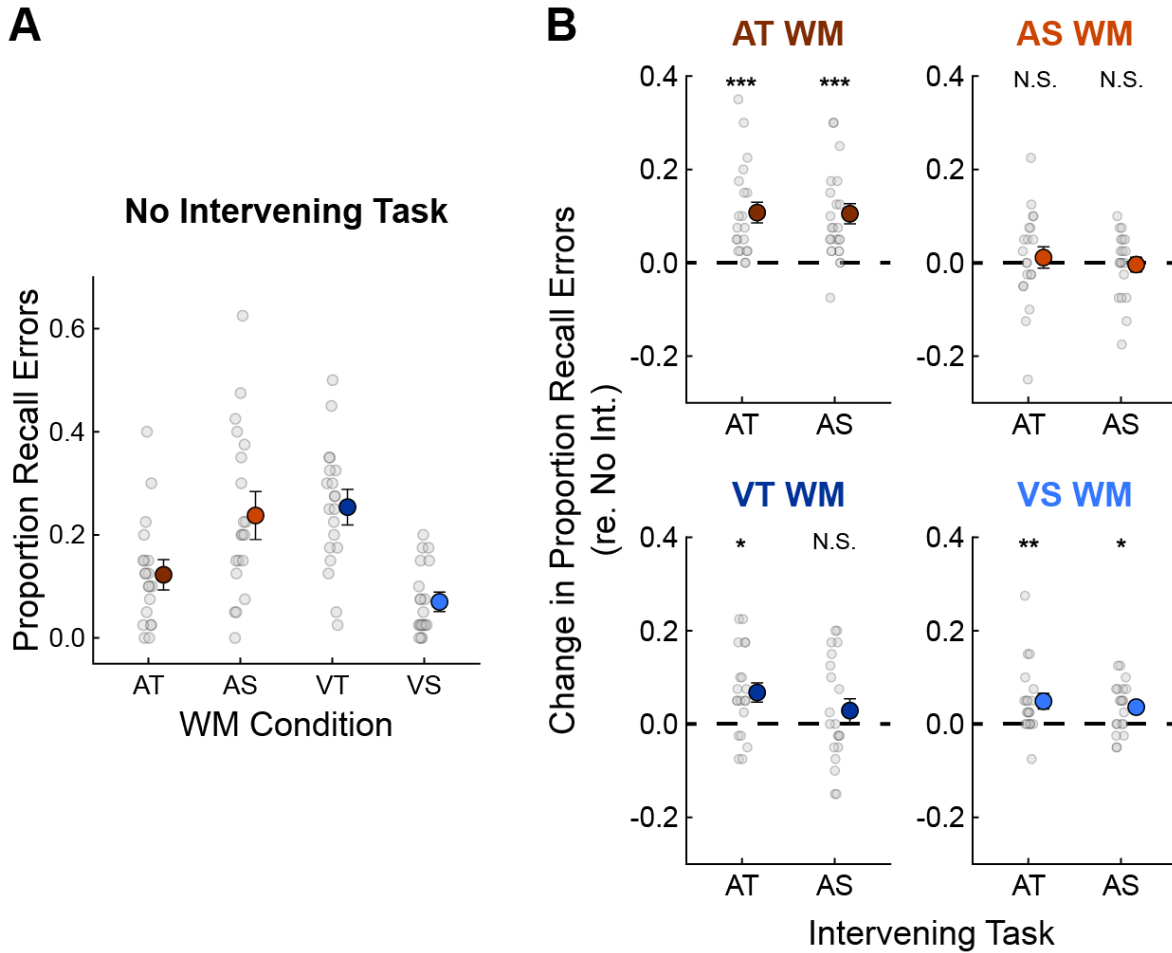 A
No Intervening Task
Proportion Recall Errors
0.6
0.4
0.2
0.0
AT AS VT VS
WM Condition
B
Change in Proportion Recall Errors
(re. No Int.)
AT WM
0.4
0.2
0.0
-0.2
*** ***
AT AS
AS WM
0.4
0.2
0.0
-0.2
N.S. N.S.
AT AS
VT WM
0.4
0.2
0.0
-0.2
* N.S.
AT AS
VS WM
0.4
0.2
0.0
-0.2
** *
AT AS
Intervening Task